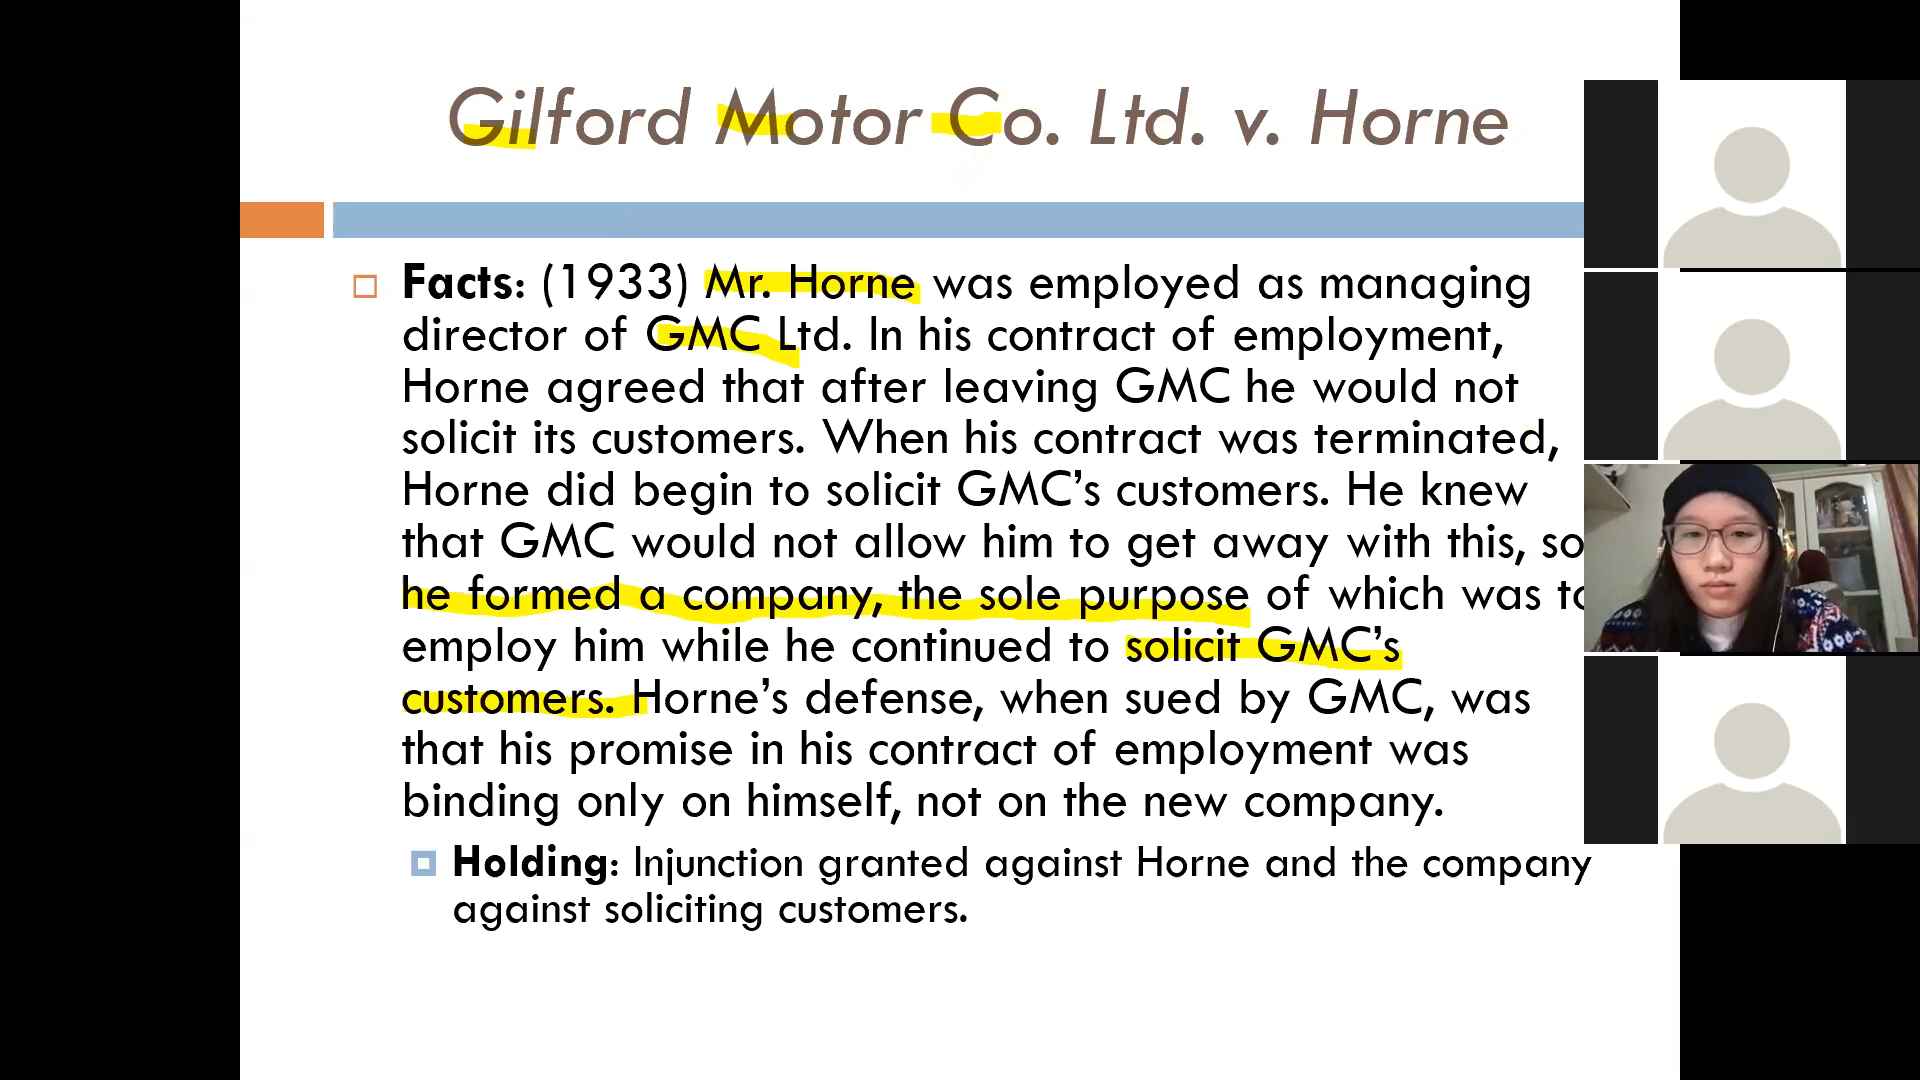 Gilford Motor Co. Ltd. v. Horne
Facts: (1933) Mr. Horne was employed as managing
director of GMC Ltd. In his contract of employment,
Horne agreed that after leaving GMC he would not
solicit its customers. When his contract was terminated,
Horne did begin to solicit GMC’s customers. He knew
that GMC would not allow him to get away with this, so
he formed a company, the sole purpose of which was to
employ him while he continued to solicit GMC’s
customers. Horne’s defense, when sued by GMC, was
that his promise in his contract of employment was
binding only on himself, not on the new company.
Holding: Injunction granted against Horne and the company
against soliciting customers.